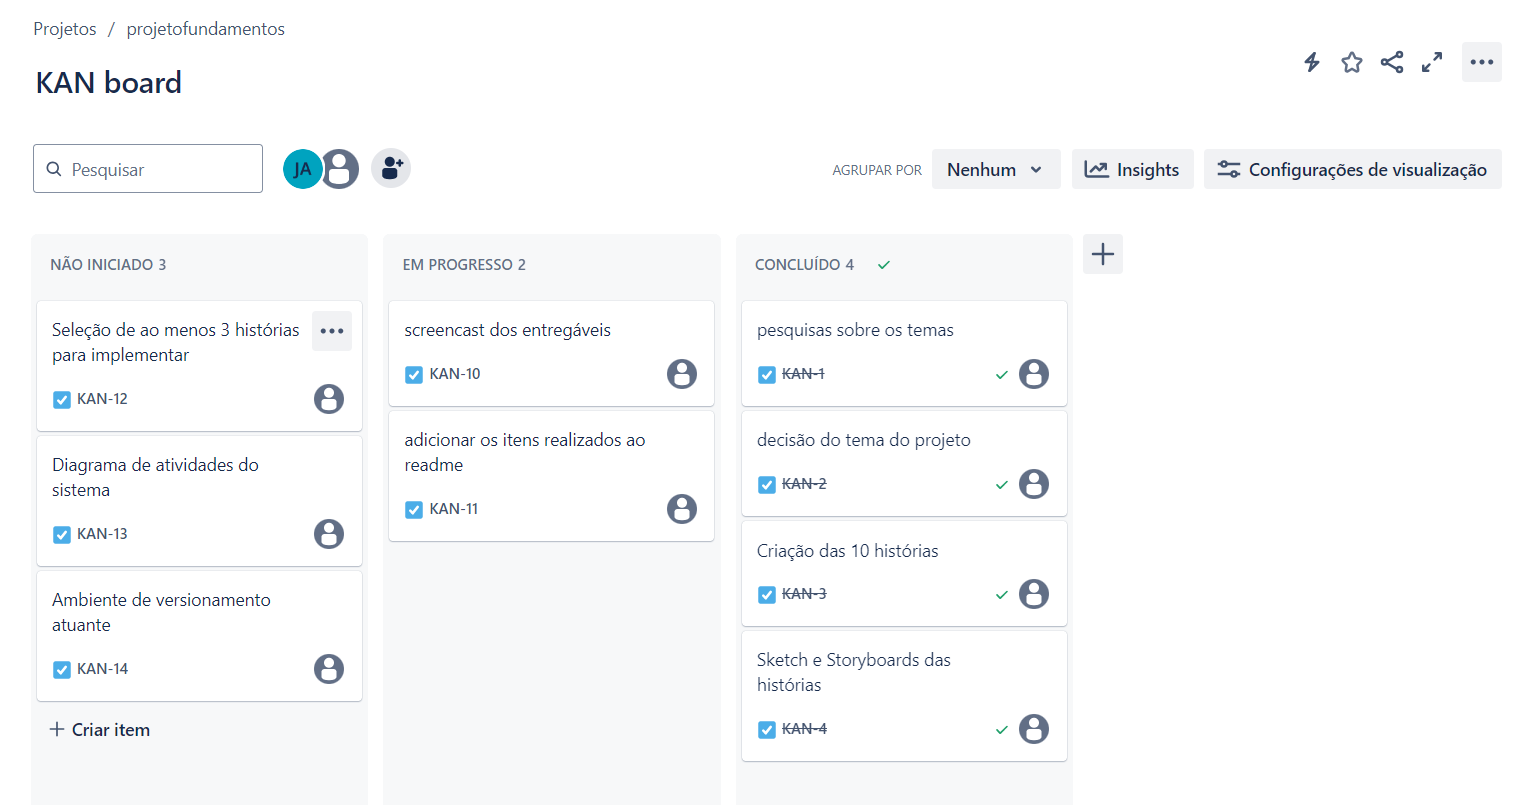 Projetos / projetofundamentos
KAN board
Pesquisar
JA
AGRUPAR POR
Nenhum
Insights
Configurações de visualização
NÃO INICIADO 3
Seleção de ao menos 3 histórias
para implementar
KAN-12
Diagrama de atividades do
sistema
KAN-13
Ambiente de versionamento
atuante
KAN-14
Criar item
EM PROGRESSO 2
screencast dos entregáveis
KAN-10
adicionar os itens realizados ao
readme
KAN-11
CONCLUÍDO 4
pesquisas sobre os temas
KAN-1
decisão do tema do projeto
KAN-2
Criação das 10 histórias
KAN-3
Sketch e Storyboards das
histórias
KAN-4